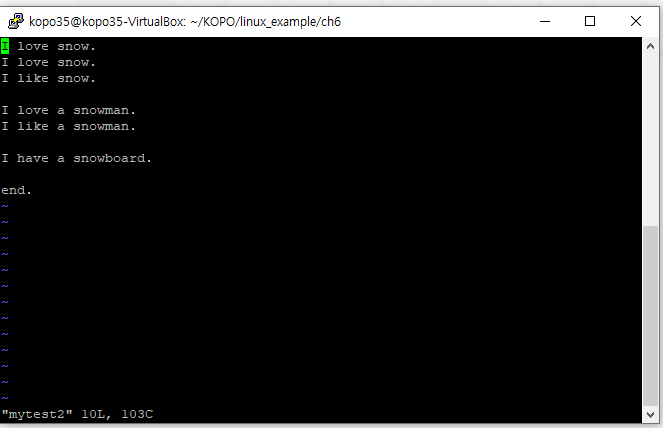 kopo35@kopo35-VirtualBox: ~/KOPO/linux_example/ch6
I love snow.
I love snow.
I like snow.

I love a snowman.
I like a snowman.

I have a snowboard.

end.
~
~
~
~
~
~
~
~
~
~
~
~
~
"mytest2" 10L, 103C